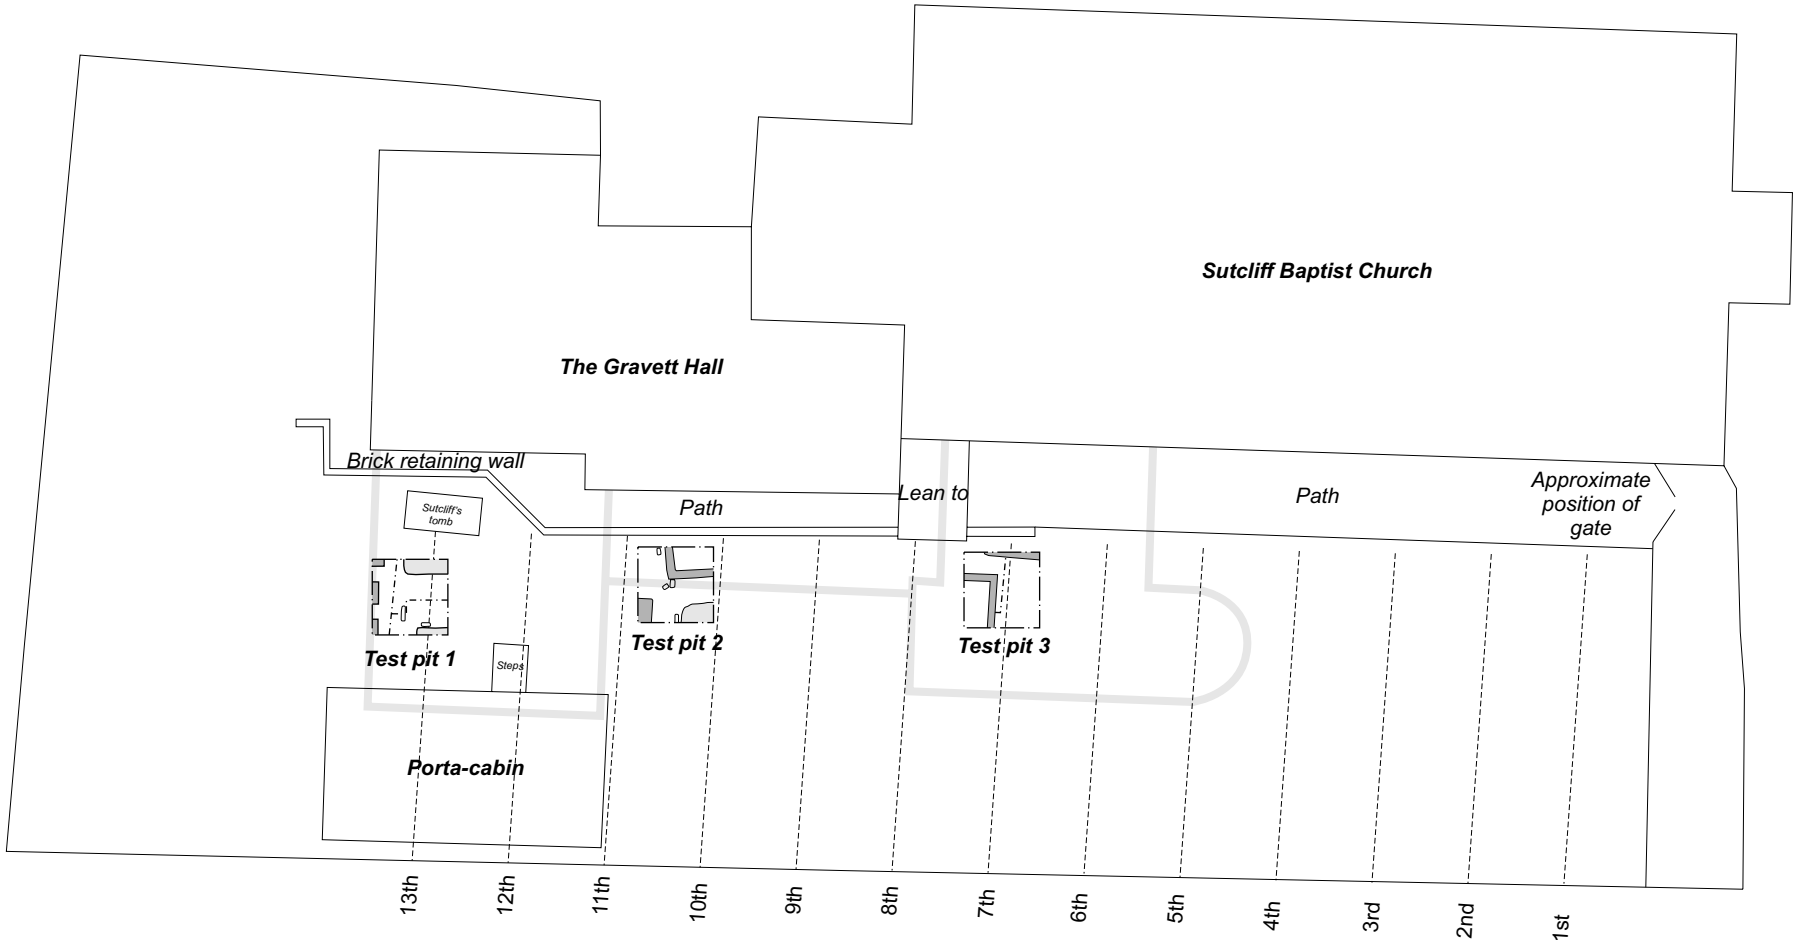 Sutcliff Baptist Church
The Gravett Hall
Brick retaining wall
Approximate
position of
gate
Lean to
Path
Path
Sutcliff's
tomb
Test pit 1
Test pit 2
Test pit 3
Steps
Porta-cabin
13th
12th
11th
10th
9th
8th
7th
6th
5th
4th
3rd
2nd
1st